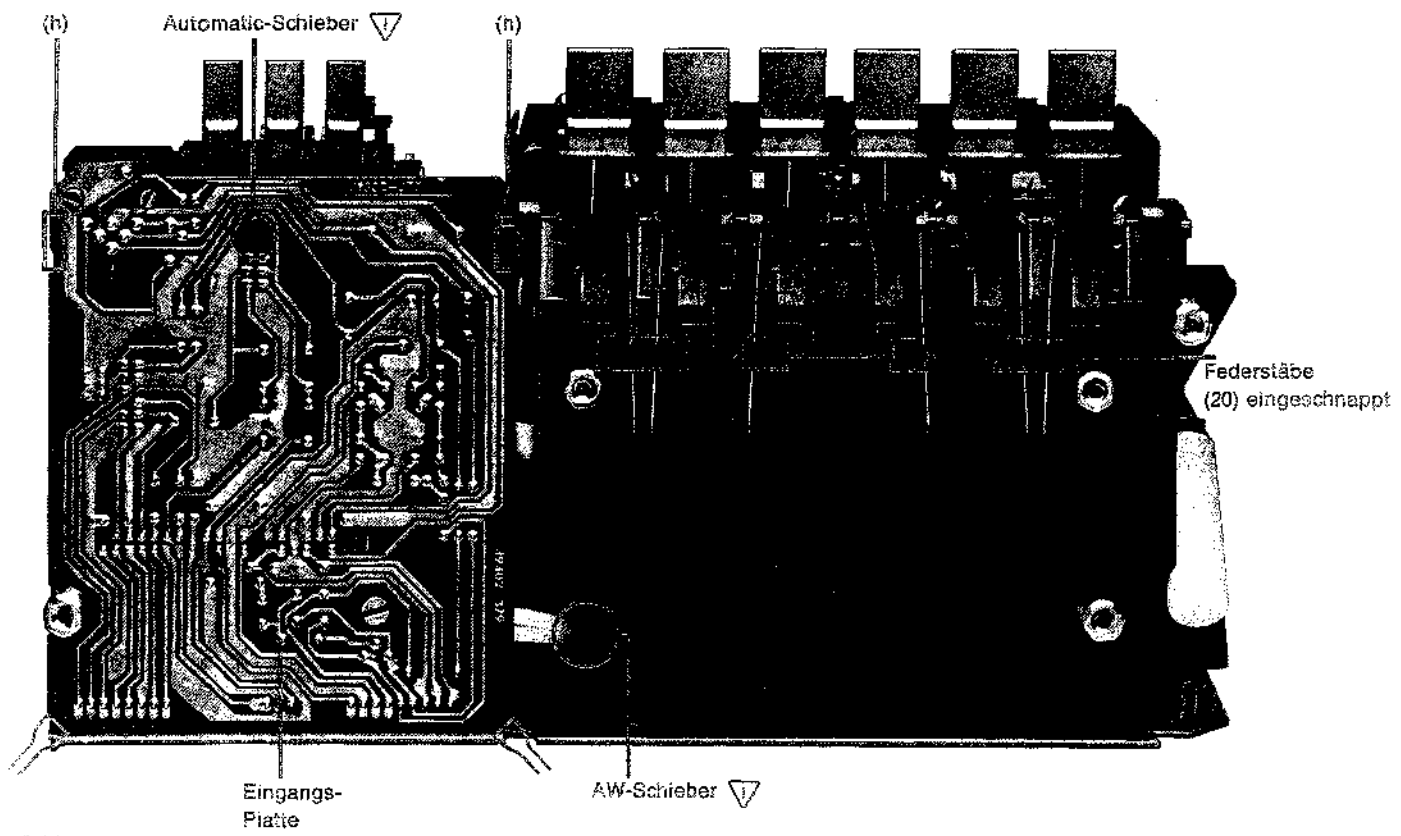 (h)
Automatic-Schieber
(h)
Federstäbe
(20) eingeschnappt
Eingangs-
Platte
AW-Schieber